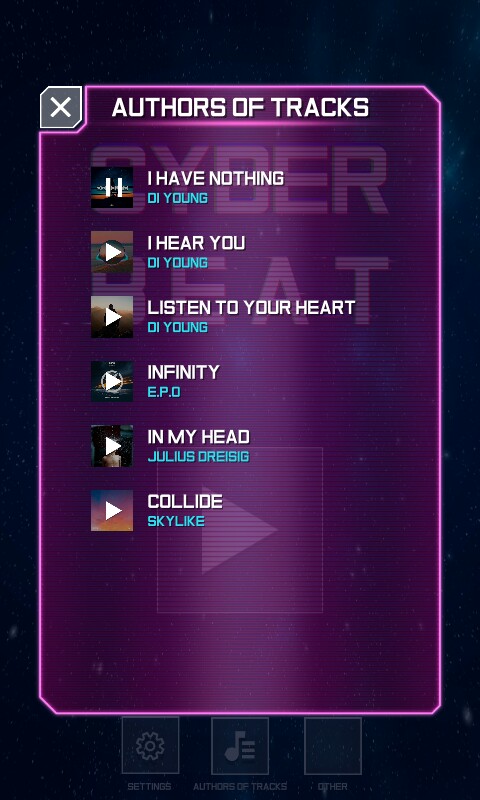 AUTHORS OF TRACKS
CYBER
I HAVE NOTHING
DI YOUNG
I HEAR YOU
DI YOUNG
BEAT
LISTEN TO YOUR HEART
DI YOUNG
INFINITY
E.P.O
IN MY HEAD
JULIUS DREISIG
COLLIDE
SKYLIKE
SETTINGS
AUTHORS OF TRACKS
OTHER